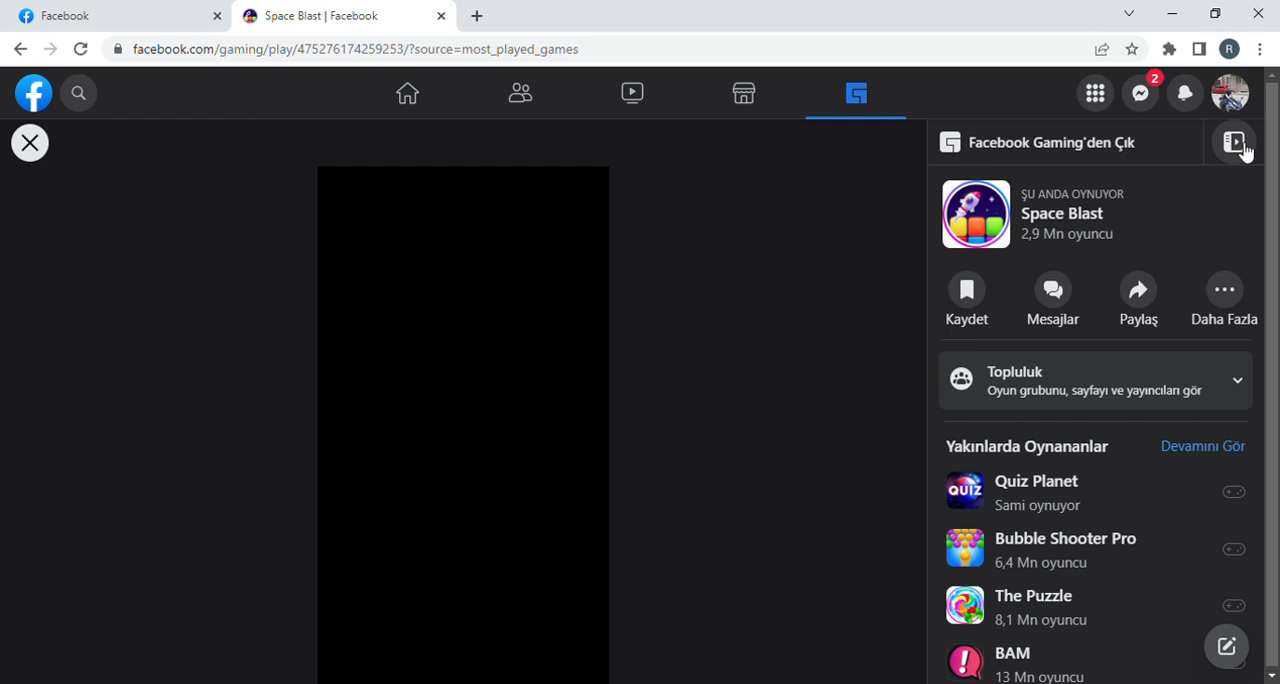 Facebook
Space Blast | Facebook
facebook.com/gaming/play/475276174259253/?source=most_played_games
R
2
Facebook Gaming'den Çık
ŞU ANDA OYNUYOR
Space Blast
2,9 Mn oyuncu
Kaydet
Mesajlar
Paylaş
Daha Fazla
Topluluk
Oyun grubunu, sayfayı ve yayıncıları gör
Yakınlarda Oynananlar
Devamını Gör
QUIZ
Quiz Planet
Sami oynuyor
Bubble Shooter Pro
6,4 Mn oyuncu
The Puzzle
8,1 Mn oyuncu
BAM
13 Mn oyuncu